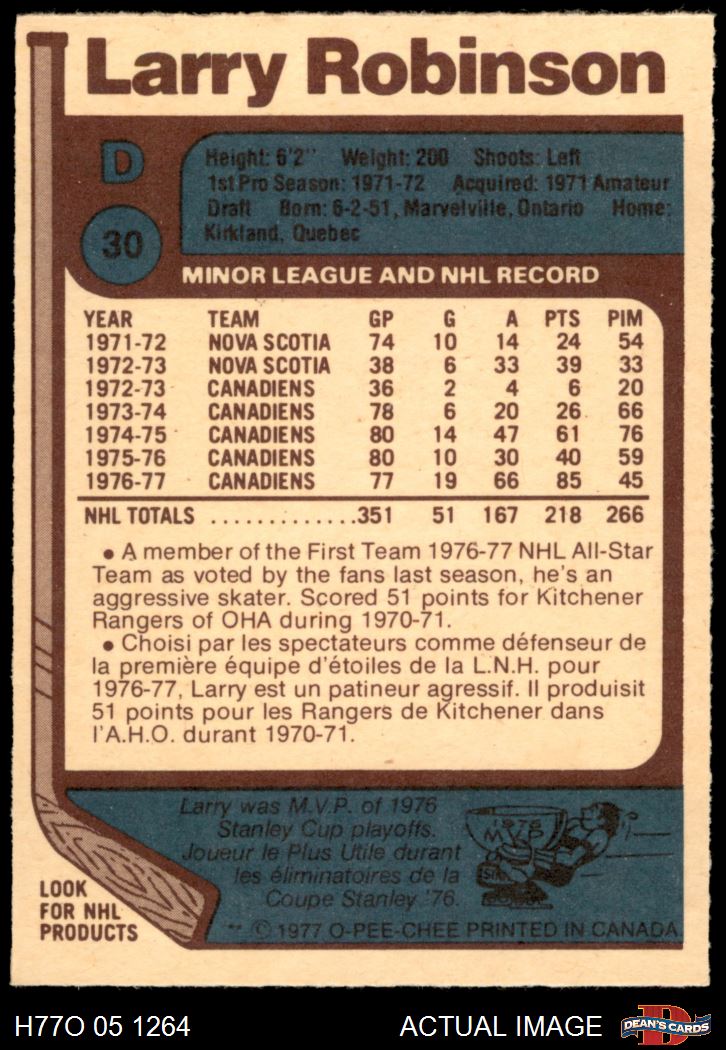 Larry Robinson
D
30
Height: 6'2" Weight: 200 Shoots: Left
1st Pro Season: 1971-72 Acquired: 1971 Amateur
Draft Born: 6-2-51, Marvelville, Ontario Home:
Kirkland, Quebec
MINOR LEAGUE AND NHL RECORD
YEAR TEAM GP G A PTS PIM
1971-72 NOVA SCOTIA 74 10 14 24 54
1972-73 NOVA SCOTIA 38 6 33 39 33
1972-73 CANADIENS 36 2 4 6 20
1973-74 CANADIENS 78 6 20 26 66
1974-75 CANADIENS 80 14 47 61 76
1975-76 CANADIENS 80 10 30 40 59
1976-77 CANADIENS 77 19 66 85 45
NHL TOTALS .............351 51 167 218 266
• A member of the First Team 1976-77 NHL All-Star
Team as voted by the fans last season, he's an
aggressive skater. Scored 51 points for Kitchener
Rangers of OHA during 1970-71.
• Choisi par les spectateurs comme défenseur de
la première équipe d'étoiles de la L.N.H. pour
1976-77, Larry est un patineur agressif. Il produisit
51 points pour les Rangers de Kitchener dans
l'A.H.O. durant 1970-71.
Larry was M.V.P. of 1976
Stanley Cup playoffs.
Joueur le Plus Utile durant
les éliminatoires de la
Coupe Stanley '76.
1976
MVP
LOOK
FOR NHL
PRODUCTS
** © 1977 O-PEE-CHEE PRINTED IN CANADA
H77O 05 1264 ACTUAL IMAGE DEAN'S CARDS